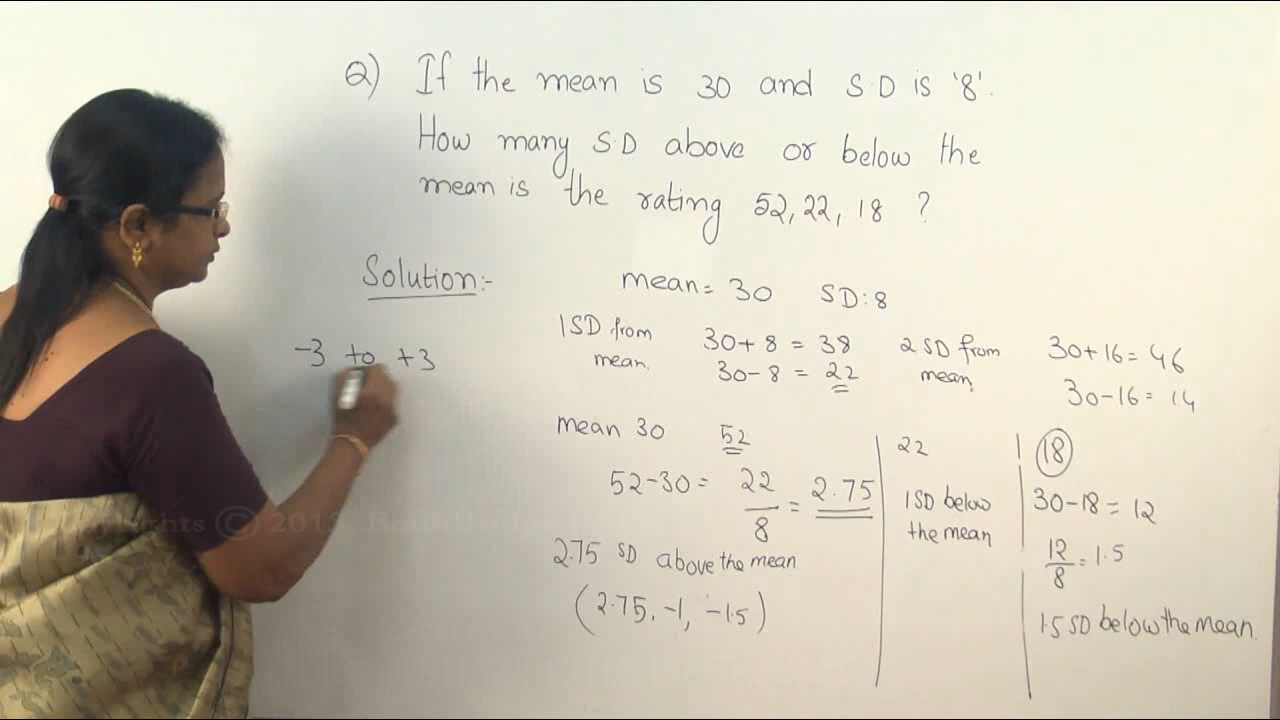 Q) If the mean is 30 and S.D is '8'.
How many S.D above or below the
mean is the rating 52, 22, 18 ?
Solution:-
mean= 30 SD:8
-3 to +3
1SD from
mean.
30+8 = 38
30-8 = 22
2 SD from
mean.
30+16= 46
30-16= 14
mean 30 52
52-30= 22/8 = 2.75
2.75 SD above the mean
(2.75, -1, -1.5)
22
1SD below
the mean
18
30-18=12
12/8=1.5
1.5 SD below the mean.
© 2013,